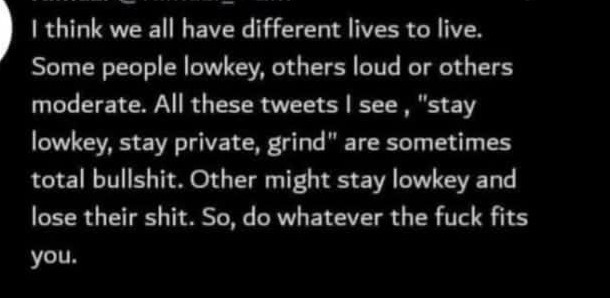 I think we all have different lives to live.
Some people lowkey, others loud or others
moderate. All these tweets I see , "stay
lowkey, stay private, grind" are sometimes
total bullshit. Other might stay lowkey and
lose their shit. So, do whatever the fuck fits
you.